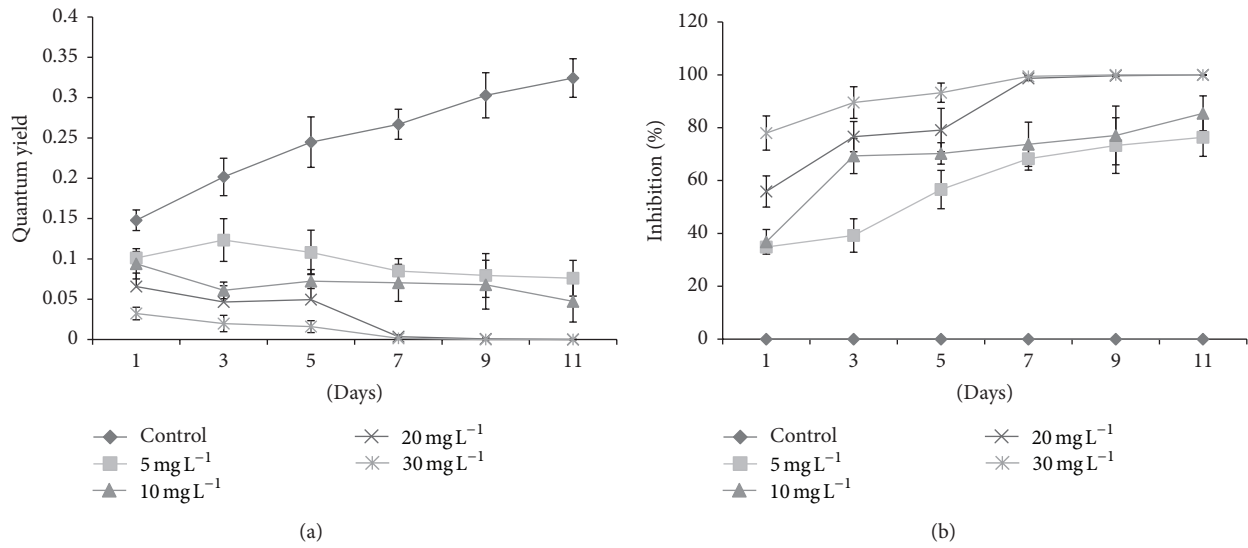 0.4
0.35
0.3
0.25
0.2
0.15
0.1
0.05
0
Quantum yield
1 3 5 7 9 11
(Days)
Control
5 mg L⁻¹
10 mg L⁻¹
20 mg L⁻¹
30 mg L⁻¹
(a)
120
100
80
60
40
20
0
Inhibition (%)
1 3 5 7 9 11
(Days)
Control
5 mg L⁻¹
10 mg L⁻¹
20 mg L⁻¹
30 mg L⁻¹
(b)